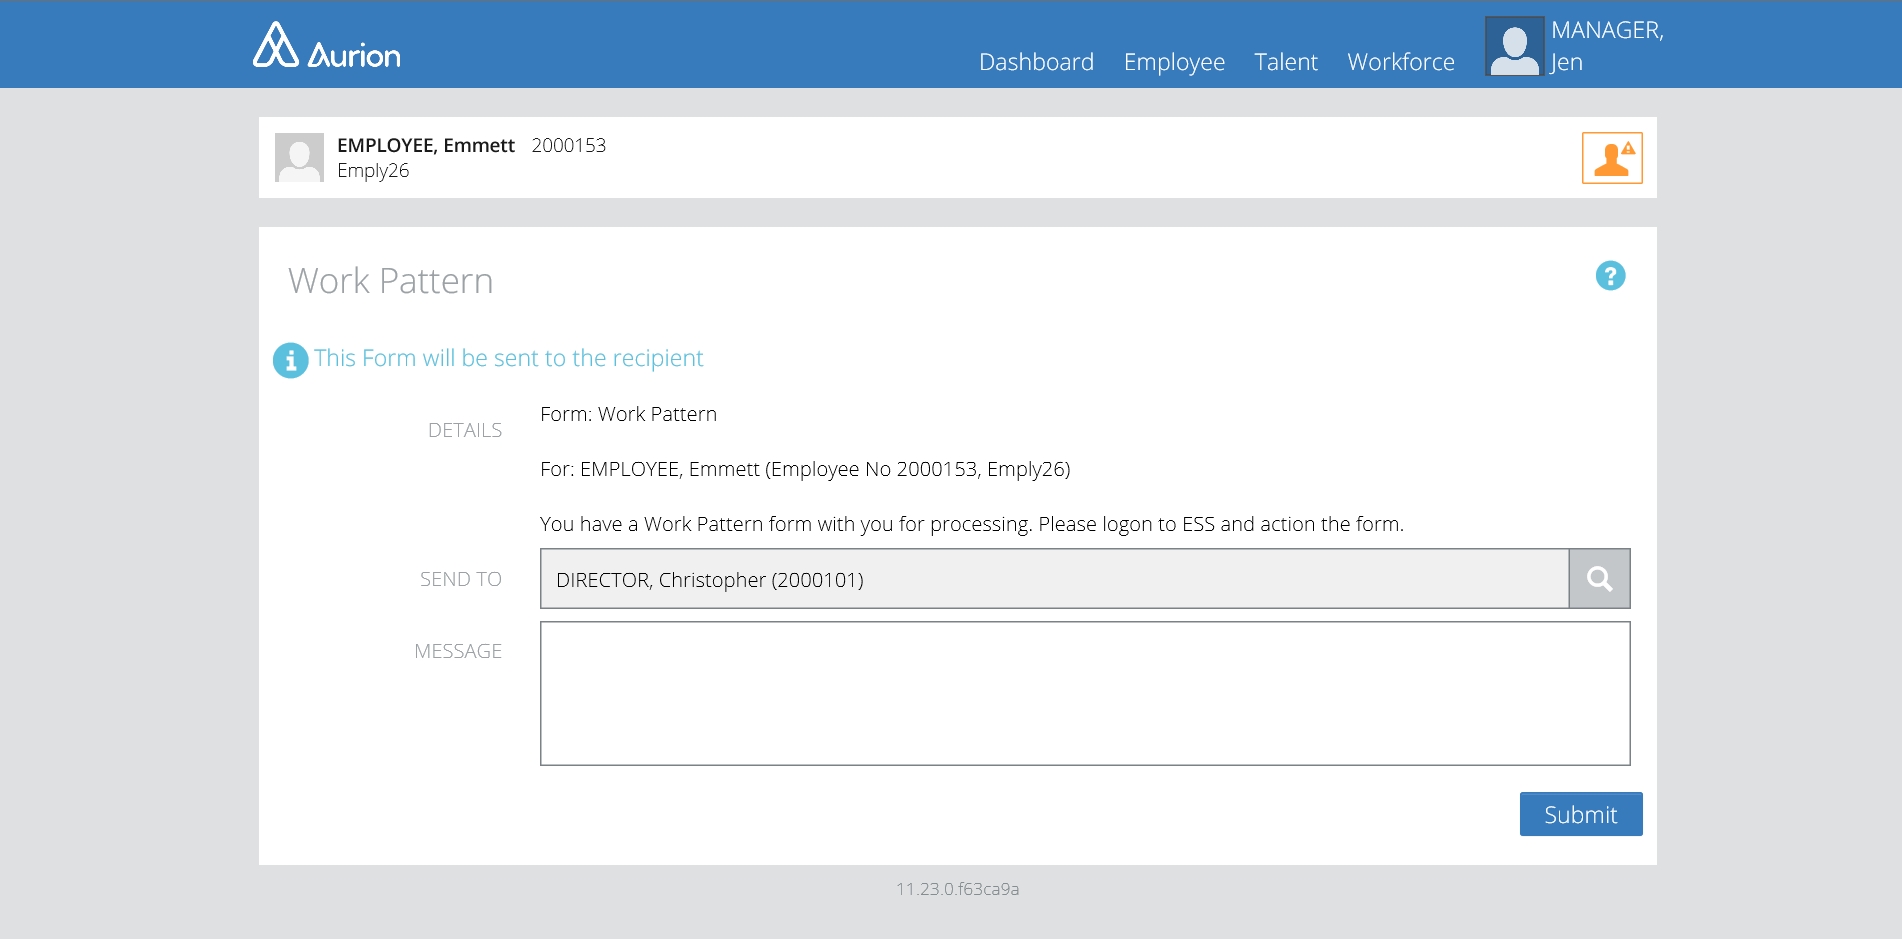 Aurion
Dashboard Employee Talent Workforce
MANAGER,
Jen
EMPLOYEE, Emmett 2000153
Emply26
Work Pattern
This Form will be sent to the recipient
DETAILS
Form: Work Pattern
For: EMPLOYEE, Emmett (Employee No 2000153, Emply26)
You have a Work Pattern form with you for processing. Please logon to ESS and action the form.
SEND TO
DIRECTOR, Christopher (2000101)
MESSAGE
Submit
11.23.0.f63ca9a